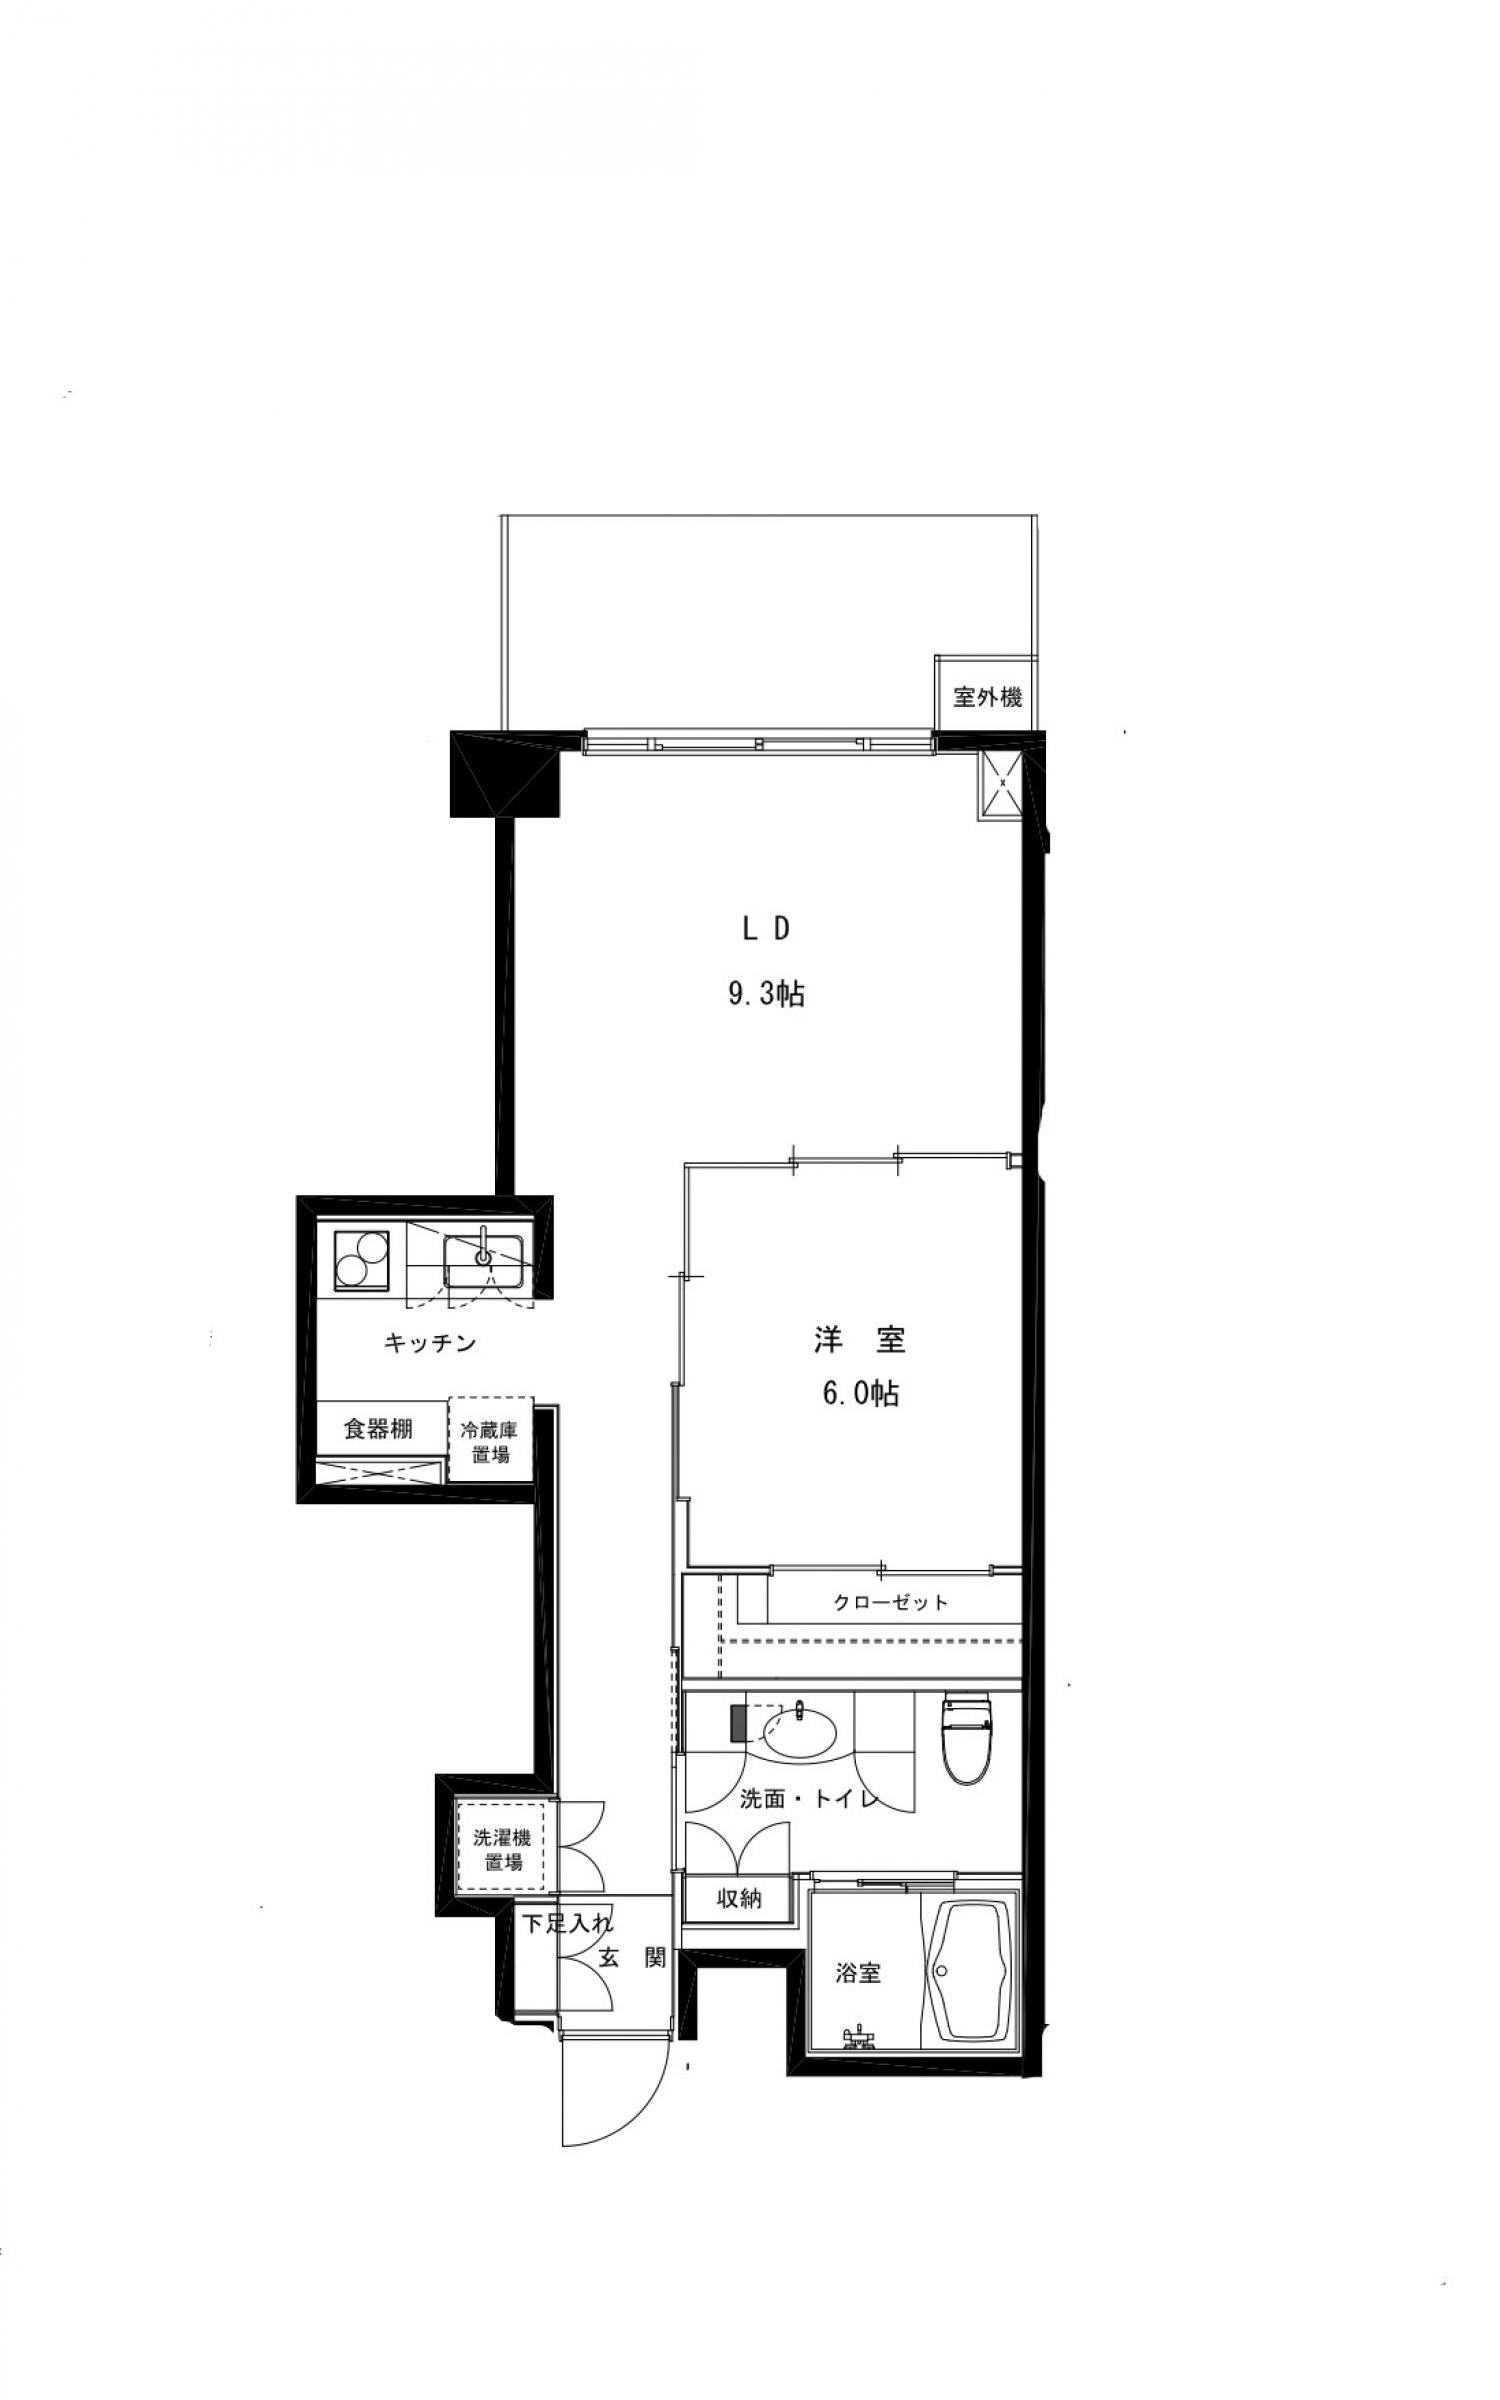 室外機
LD
9.3帖
洋 室
6.0帖
キッチン
食器棚
冷蔵庫
置場
クローゼット
洗面・トイレ
洗濯機
置場
収納
下足入れ
玄 関
浴室